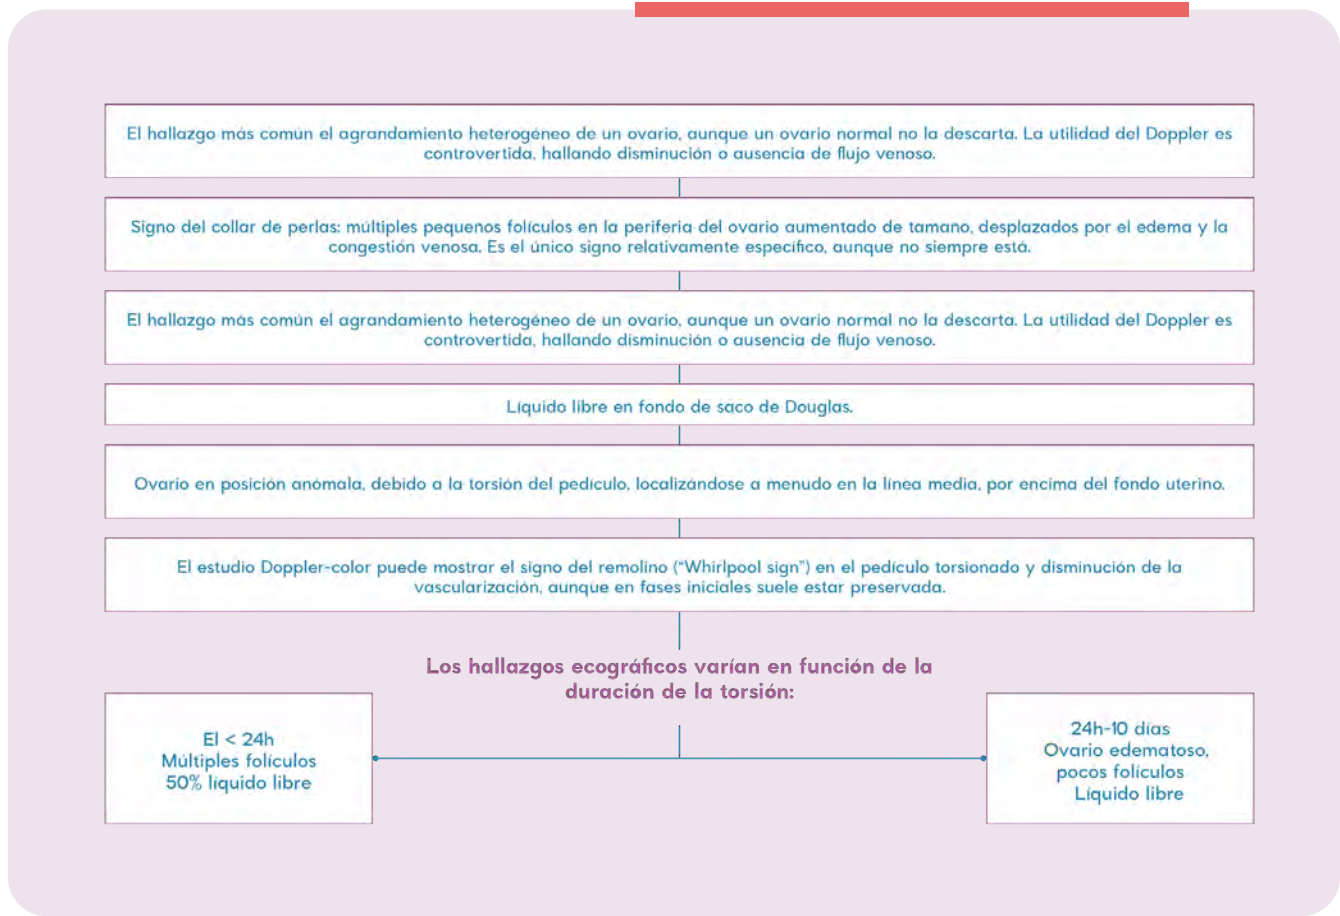 El hallazgo más común el agrandamiento heterogéneo de un ovario, aunque un ovario normal no la descarta. La utilidad del Doppler es
controvertida, hallando disminución o ausencia de flujo venoso.
Signo del collar de perlas: múltiples pequenos folículos en la periferia del ovario aumentado de tamano, desplazados por el edema y la
congestión venosa. Es el único signo relativamente específico, aunque no siempre está.
El hallazgo más común el agrandamiento heterogéneo de un ovario, aunque un ovario normal no la descarta. La utilidad del Doppler es
controvertida, hallando disminución o ausencia de flujo venoso.
Líquido libre en fondo de saco de Douglas.
Ovario en posición anómala, debido a la torsión del pedículo, localizándose a menudo en la línea media, por encima del fondo uterino.
El estudio Doppler-color puede mostrar el signo del remolino ("Whirlpool sign") en el pedículo torsionado y disminución de la
vascularización, aunque en fases iniciales suele estar preservada.
Los hallazgos ecográficos varían en función de la
duración de la torsión:
El < 24h
Múltiples folículos
50% líquido libre
24h-10 días
Ovario edematoso,
pocos folículos
Líquido libre